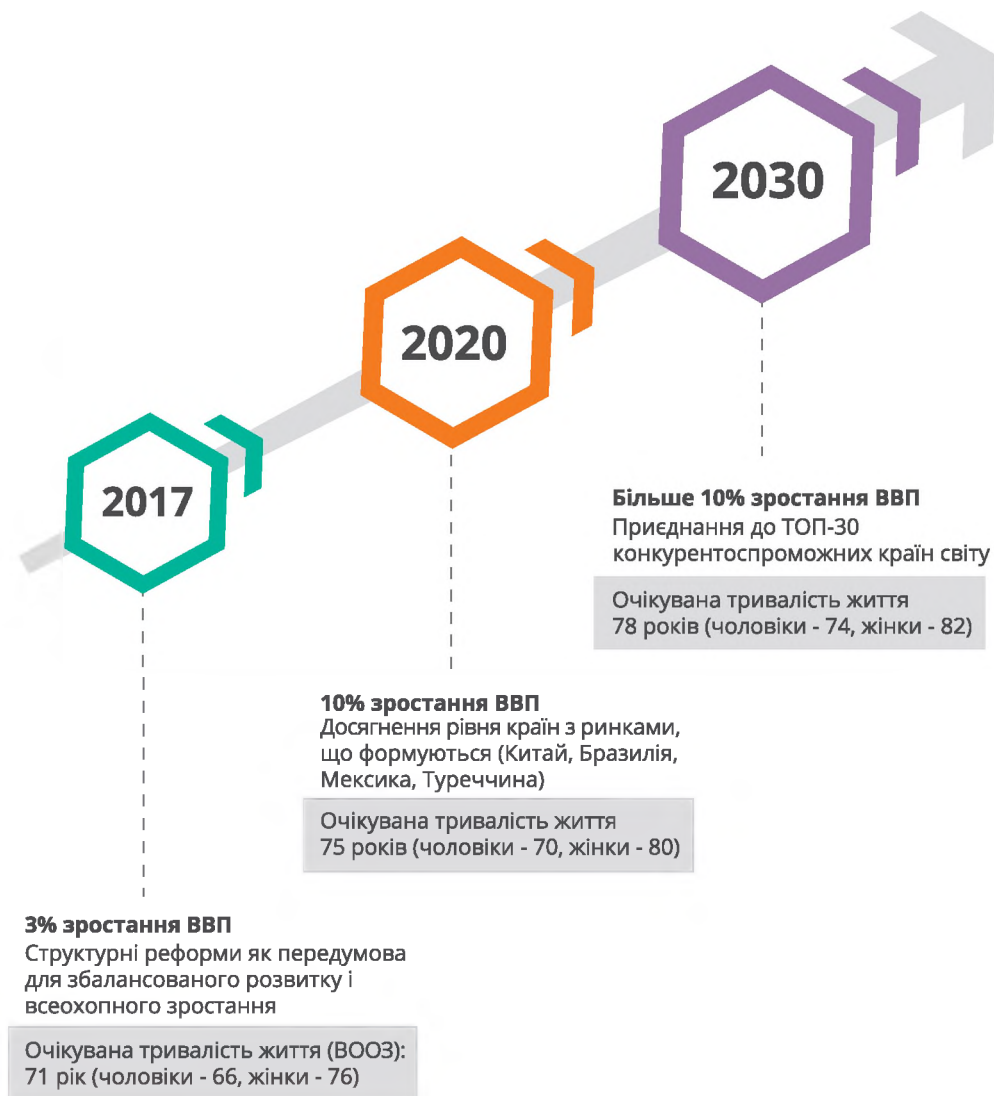 2017
3% зростання ВВП
Структурні реформи як передумова
для збалансованого розвитку і
всеохопного зростання
Очікувана тривалість життя (ВООЗ):
71 рік (чоловіки - 66, жінки - 76)
2020
10% зростання ВВП
Досягнення рівня країн з ринками,
що формуються (Китай, Бразилія,
Мексика, Туреччина)
Очікувана тривалість життя
75 років (чоловіки - 70, жінки - 80)
2030
Більше 10% зростання ВВП
Приєднання до ТОП-30
конкурентоспроможних країн світу
Очікувана тривалість життя
78 років (чоловіки - 74, жінки - 82)